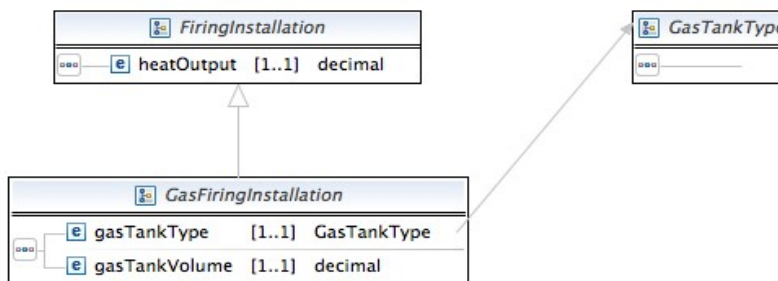 FiringInstallation
GasTankType
e heatOutput [1..1] decimal
GasFiringInstallation
e gasTankType [1..1] GasTankType
e gasTankVolume [1..1] decimal